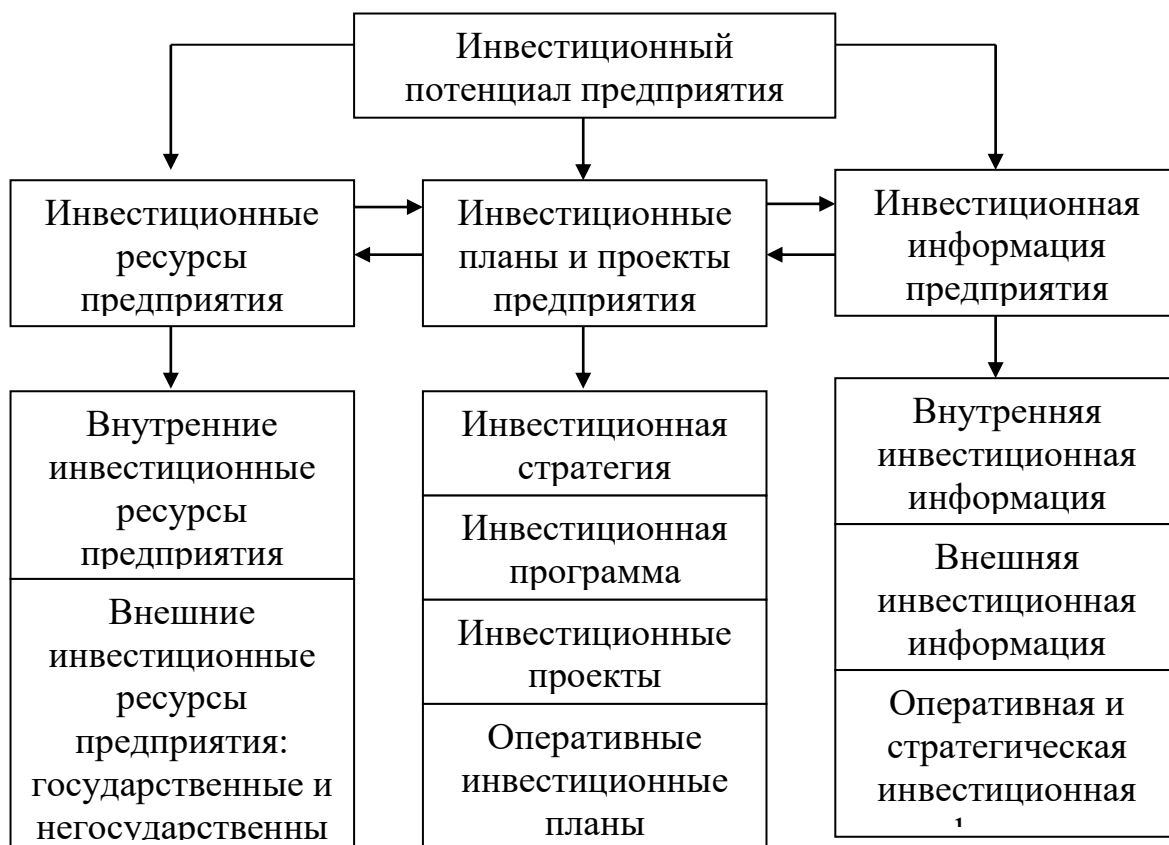 Инвестиционный
потенциал предприятия
Инвестиционные
ресурсы
предприятия
Инвестиционные
планы и проекты
предприятия
Инвестиционная
информация
предприятия
Внутренние
инвестиционные
ресурсы
предприятия
Внешние
инвестиционные
ресурсы
предприятия:
государственные и
негосударственны
Инвестиционная
стратегия
Инвестиционная
программа
Инвестиционные
проекты
Оперативные
инвестиционные
планы
Внутренняя
инвестиционная
информация
Внешняя
инвестиционная
информация
Оперативная и
стратегическая
инвестиционная